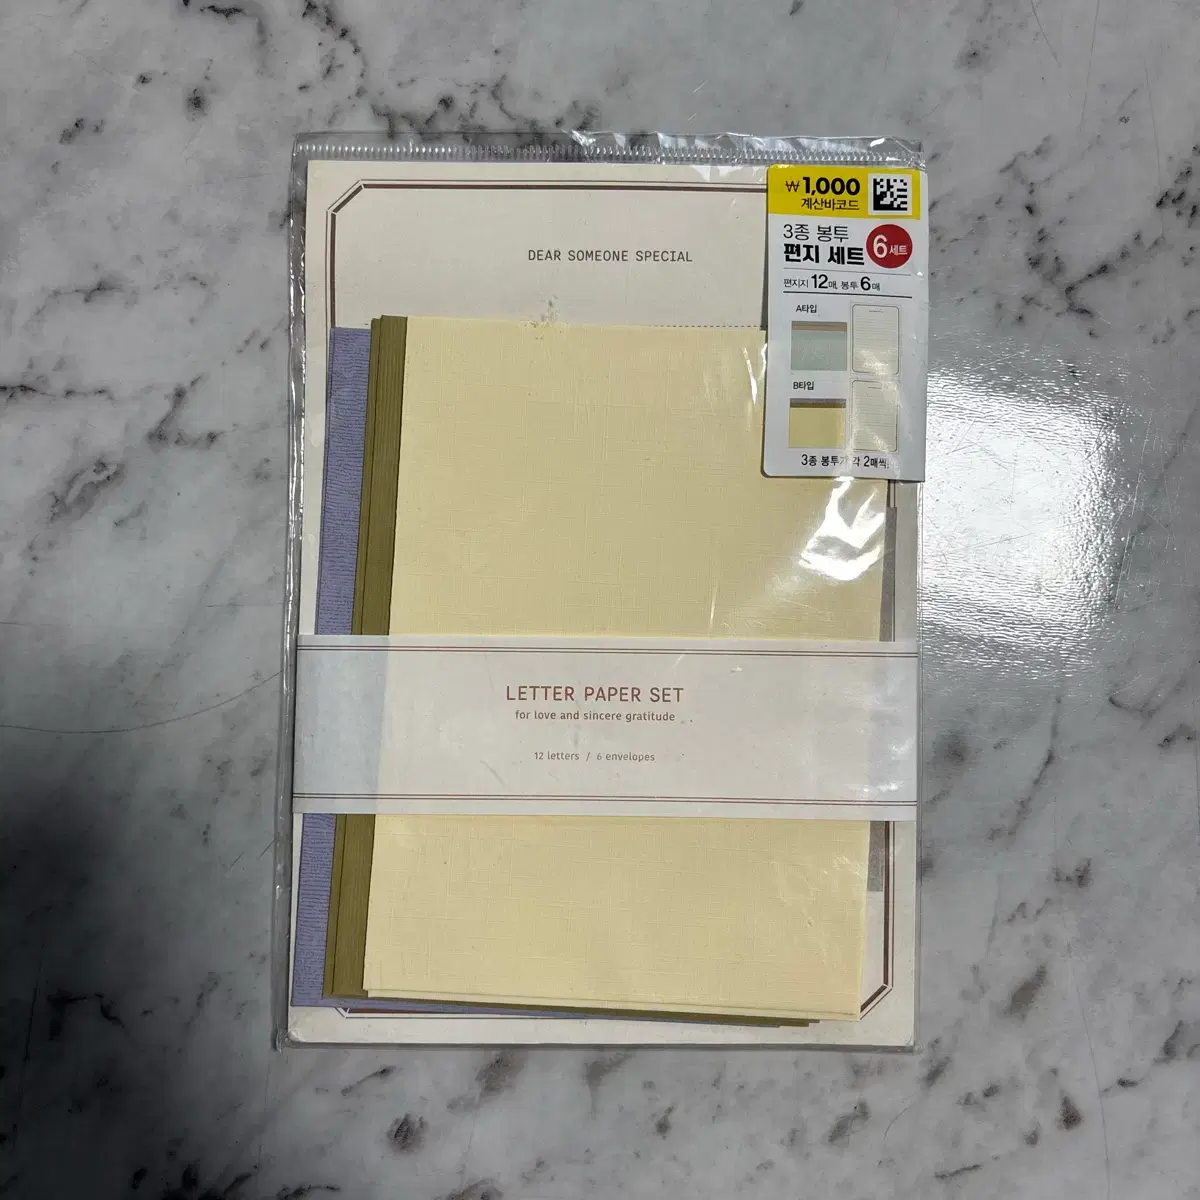 ₩1,000
계산바코드
3종 봉투
편지 세트 6세트
편지지 12매, 봉투 6매
A타입
B타입
3종 봉투가 각 2매씩!
DEAR SOMEONE SPECIAL
LETTER PAPER SET
for love and sincere gratitude
12 letters / 6 envelopes